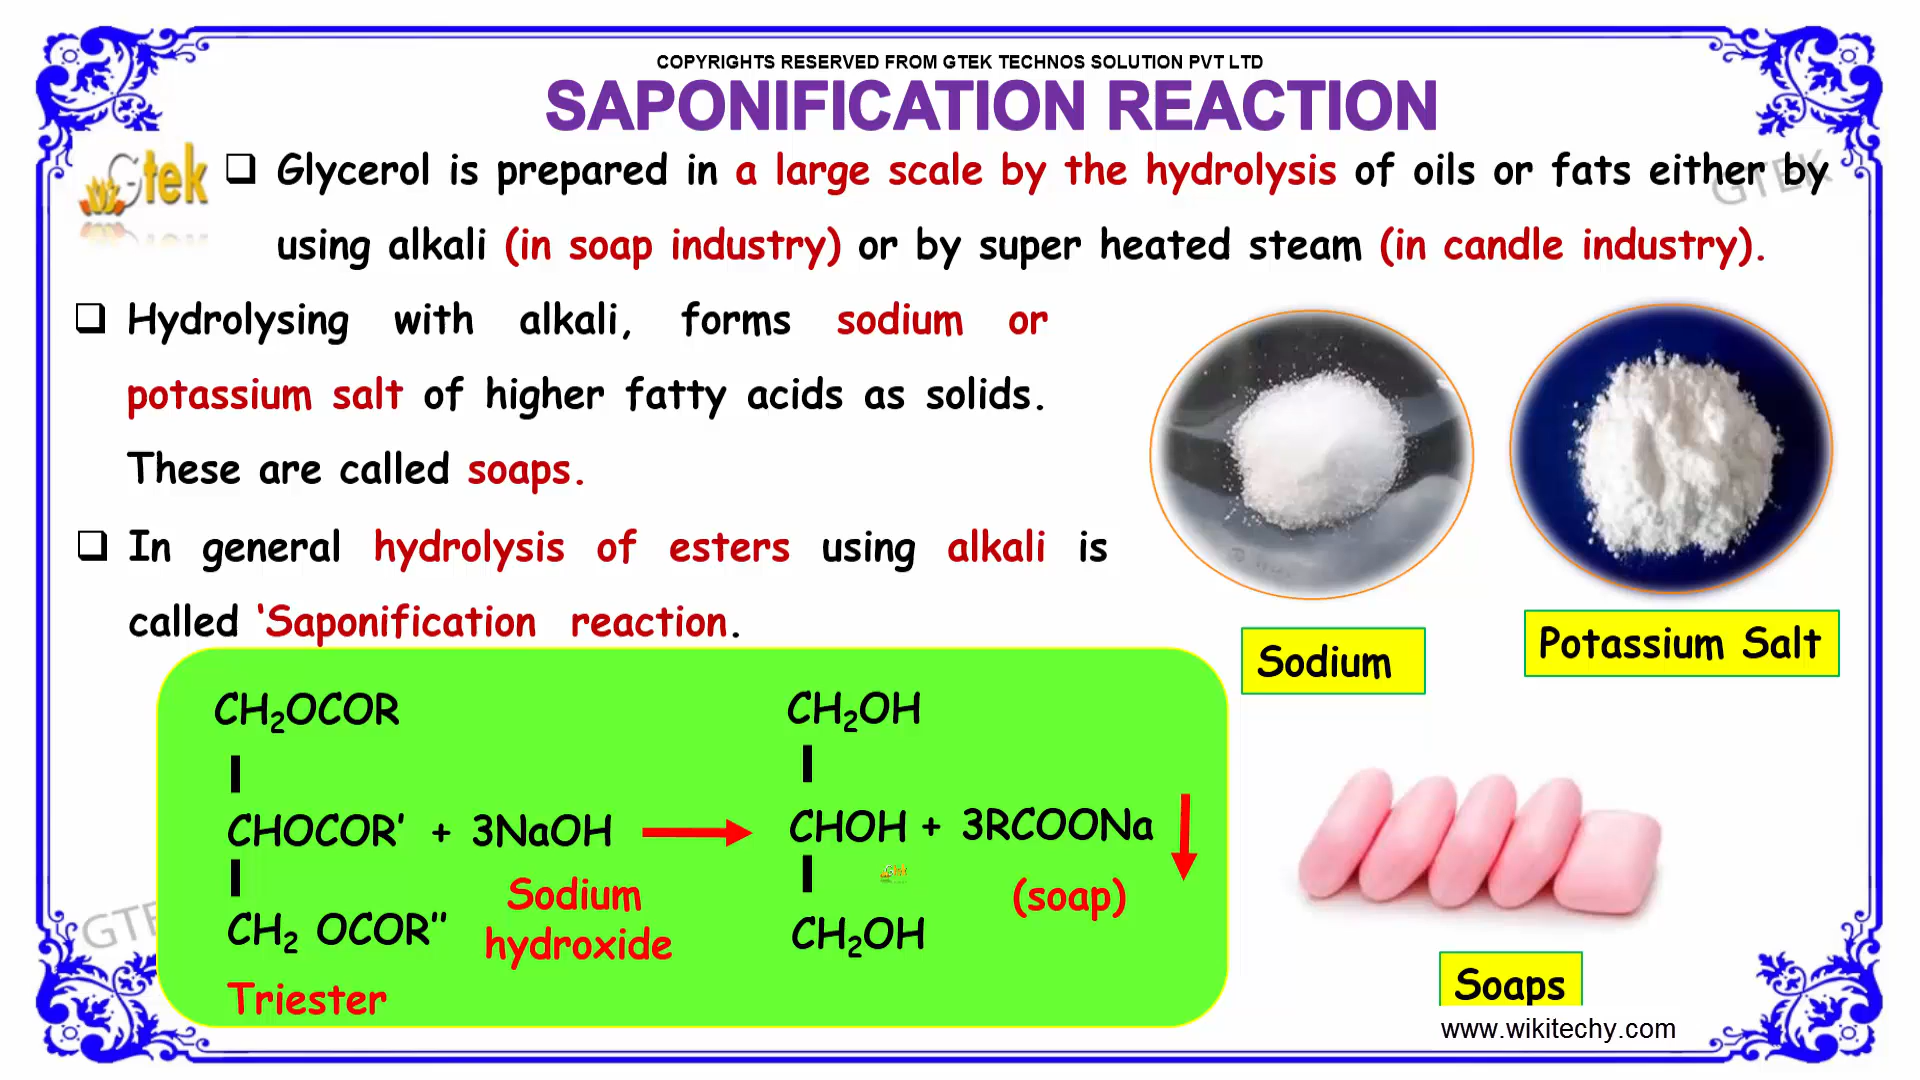 COPYRIGHTS RESERVED FROM GTEK TECHNOS SOLUTION PVT LTD
SAPONIFICATION REACTION
Gtek
❑ Glycerol is prepared in a large scale by the hydrolysis of oils or fats either by
GTEK
using alkali (in soap industry) or by super heated steam (in candle industry).
❑ Hydrolysing with alkali, forms sodium or
potassium salt of higher fatty acids as solids.
These are called soaps.
❑ In general hydrolysis of esters using alkali is
called ‘Saponification reaction.
Sodium
Potassium Salt
CH₂OCOR
CH₂OH
CHOCOR’ + 3NaOH → CHOH + 3RCOONa ↓
Sodium
hydroxide
(soap)
CH₂ OCOR’’
CH₂OH
Triester
GTE
Gtek
Soaps
www.wikitechy.com